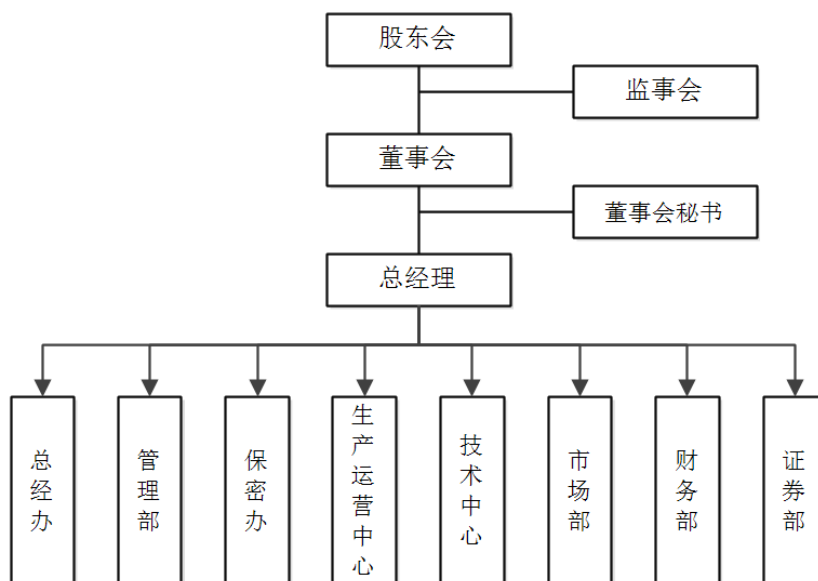 股东会
监事会
董事会
董事会秘书
总经理
总经办
管理部
保密办
生产运营中心
技术中心
市场部
财务部
证券部